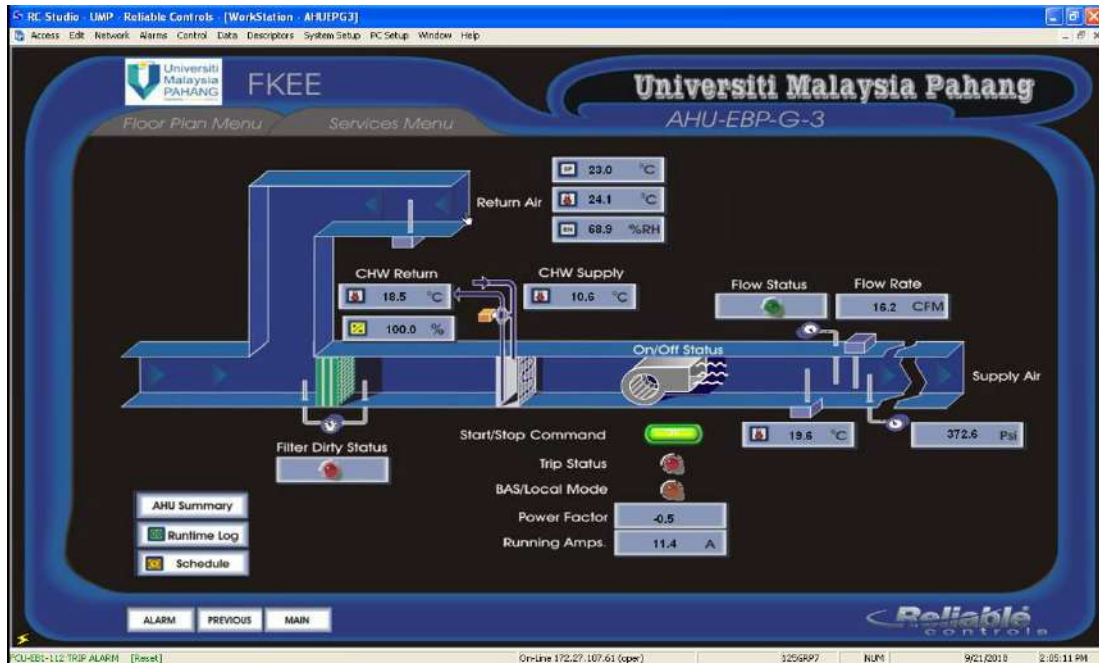 RC Studio - UMP - Reliable Controls - [WorkStation - AHUEPG3]
Access Edit Network Alarms Control Data Descriptors System Setup PC Setup Window Help
Universiti Malaysia PAHANG
FKEE
Universiti Malaysia Pahang
Floor Plan Menu
Services Menu
AHU-EBP-G-3
SP 23.0 °C
Return Air 24.1 °C
RH 68.9 %RH
CHW Return
CHW Supply
18.5 °C
10.6 °C
100.0 %
Flow Status
Flow Rate
16.2 CFM
On/Off Status
Supply Air
Filter Dirty Status
Start/Stop Command
19.6 °C
372.6 Psi
Trip Status
BAS/Local Mode
Power Factor -0.5
Running Amps. 11.4 A
AHU Summary
Runtime Log
Schedule
ALARM PREVIOUS MAIN
Reliable controls
FCU-EB1-112 TRIP ALARM [Reset]
On-Line 172.27.107.61 (oper)
125GRP7
NUM
9/21/2018
2:05:11 PM